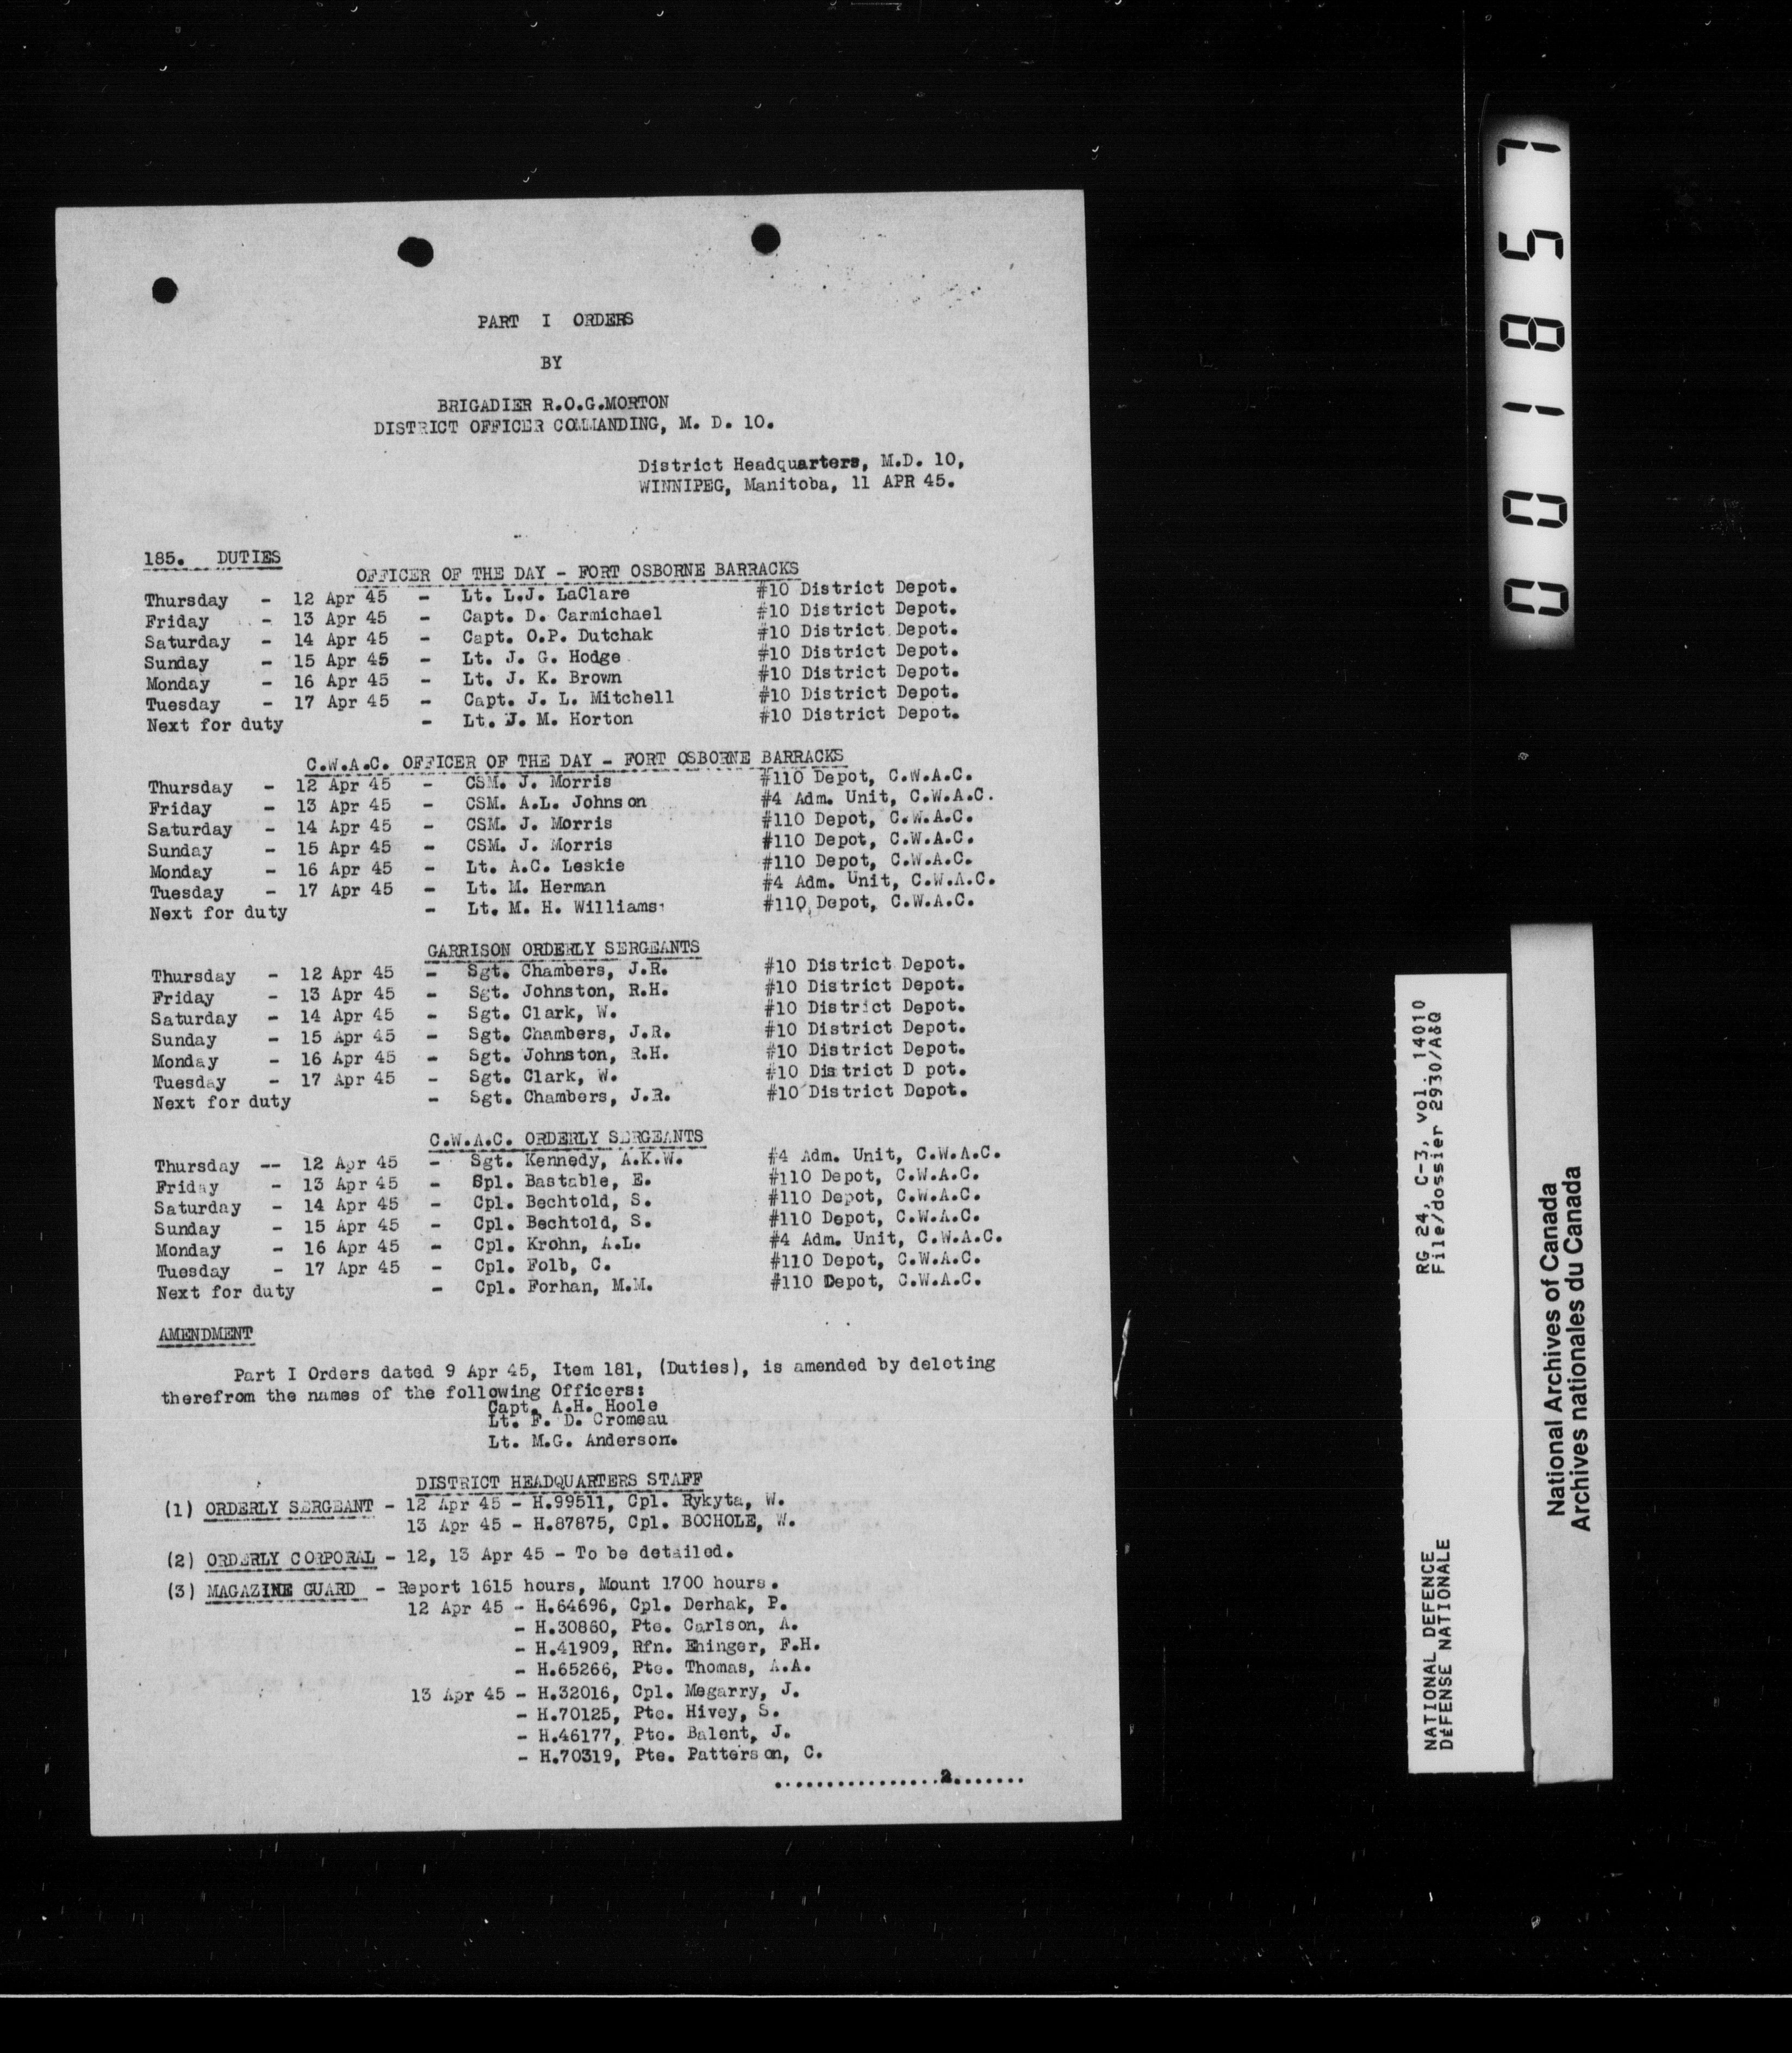 PART I ORDERS
BY
BRIGADIER R.O.G.MORTON
DISTRICT OFFICER COMMANDING, M. D. 10.
District Headquarters, M.D. 10,
WINNIPEG, Manitoba, 11 APR 45.
185. DUTIES
OFFICER OF THE DAY - FORT OSBORNE BARRACKS
Thursday - 12 Apr 45 - Lt. L.J. LaClare #10 District Depot.
Friday - 13 Apr 45 - Capt. D. Carmichael #10 District Depot.
Saturday - 14 Apr 45 - Capt. O.P. Dutchak #10 District Depot.
Sunday - 15 Apr 45 - Lt. J. G. Hodge #10 District Depot.
Monday - 16 Apr 45 - Lt. J. K. Brown #10 District Depot.
Tuesday - 17 Apr 45 - Capt. J. L. Mitchell #10 District Depot.
Next for duty - Lt. J. M. Horton #10 District Depot.
C.W.A.C. OFFICER OF THE DAY - FORT OSBORNE BARRACKS
Thursday - 12 Apr 45 - CSM. J. Morris #110 Depot, C.W.A.C.
Friday - 13 Apr 45 - CSM. A.L. Johnson #4 Adm. Unit, C.W.A.C.
Saturday - 14 Apr 45 - CSM. J. Morris #110 Depot, C.W.A.C.
Sunday - 15 Apr 45 - CSM. J. Morris #110 Depot, C.W.A.C.
Monday - 16 Apr 45 - Lt. A.C. Leskie #110 Depot, C.W.A.C.
Tuesday - 17 Apr 45 - Lt. M. Herman #4 Adm. Unit, C.W.A.C.
Next for duty - Lt. M. H. Williams #110 Depot, C.W.A.C.
GARRISON ORDERLY SERGEANTS
Thursday - 12 Apr 45 - Sgt. Chambers, J.R. #10 District Depot.
Friday - 13 Apr 45 - Sgt. Johnston, R.H. #10 District Depot.
Saturday - 14 Apr 45 - Sgt. Clark, W. #10 District Depot.
Sunday - 15 Apr 45 - Sgt. Chambers, J.R. #10 District Depot.
Monday - 16 Apr 45 - Sgt. Johnston, R.H. #10 District Depot.
Tuesday - 17 Apr 45 - Sgt. Clark, W. #10 District D pot.
Next for duty - Sgt. Chambers, J.R. #10 District Depot.
C.W.A.C. ORDERLY SERGEANTS
Thursday -- 12 Apr 45 - Sgt. Kennedy, A.K.W. #4 Adm. Unit, C.W.A.C.
Friday - 13 Apr 45 - Spl. Bastable, E. #110 Depot, C.W.A.C.
Saturday - 14 Apr 45 - Cpl. Bechtold, S. #110 Depot, C.W.A.C.
Sunday - 15 Apr 45 - Cpl. Bechtold, S. #110 Depot, C.W.A.C.
Monday - 16 Apr 45 - Cpl. Krohn, A.L. #4 Adm. Unit, C.W.A.C.
Tuesday - 17 Apr 45 - Cpl. Folb, C. #110 Depot, C.W.A.C.
Next for duty - Cpl. Forhan, M.M. #110 Depot, C.W.A.C.
AMENDMENT
Part I Orders dated 9 Apr 45, Item 181, (Duties), is amended by deleting
therefrom the names of the following Officers:
Capt. A.H. Hoole
Lt. F. D. Cromeau
Lt. M.G. Anderson.
DISTRICT HEADQUARTERS STAFF
(1) ORDERLY SERGEANT - 12 Apr 45 - H.99511, Cpl. Rykyta, W.
13 Apr 45 - H.87875, Cpl. BOCHOLE, W.
(2) ORDERLY CORPORAL - 12, 13 Apr 45 - To be detailed.
(3) MAGAZINE GUARD - Report 1615 hours, Mount 1700 hours.
12 Apr 45 - H.64696, Cpl. Derhak, P.
- H.30860, Pte. Carlson, A.
- H.41909, Rfn. Ehinger, F.H.
- H.65266, Pte. Thomas, A.A.
13 Apr 45 - H.32016, Cpl. Megarry, J.
- H.70125, Pte. Hivey, S.
- H.46177, Pte. Balent, J.
- H.70319, Pte. Patterson, C.
...................2........
001857
NATIONAL DEFENCE RG 24, C-3, vol. 14010
DÉFENSE NATIONALE File/dossier 2930/A&Q
National Archives of Canada
Archives nationales du Canada